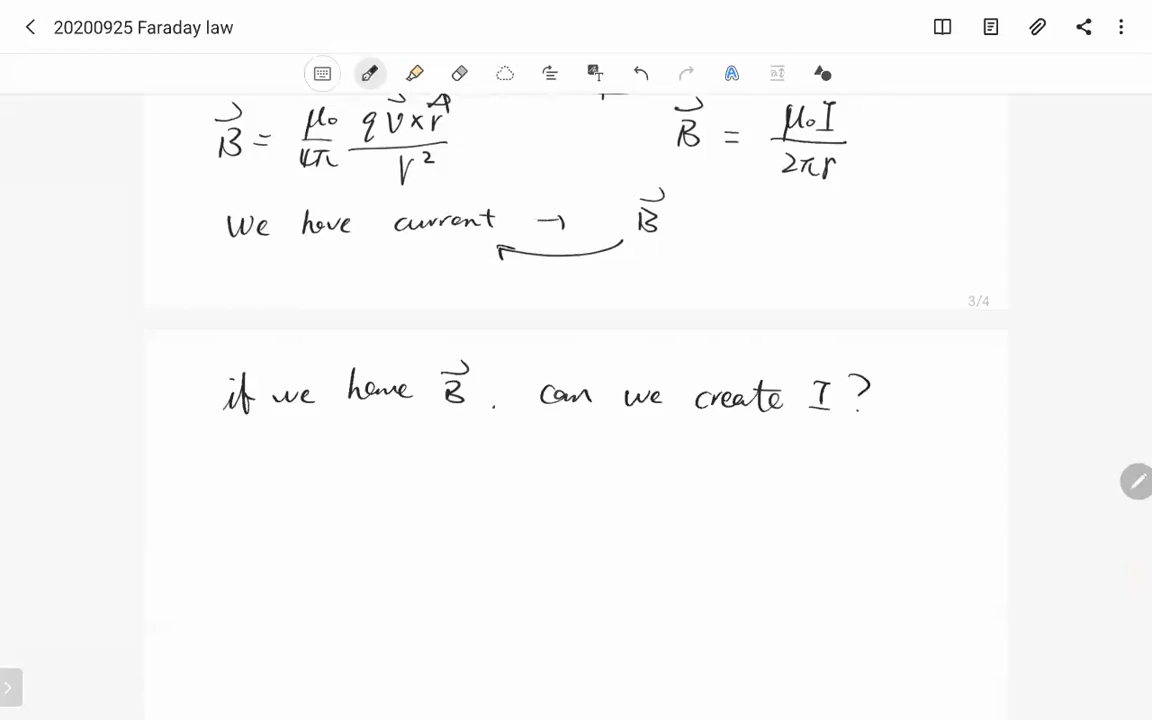 20200925 Faraday law
B⃗ = μ₀/4π q v⃗ × r̂ / r² B⃗ = μ₀I / 2πr
We have current → B⃗
3/4
if we have B⃗ . can we create I ?